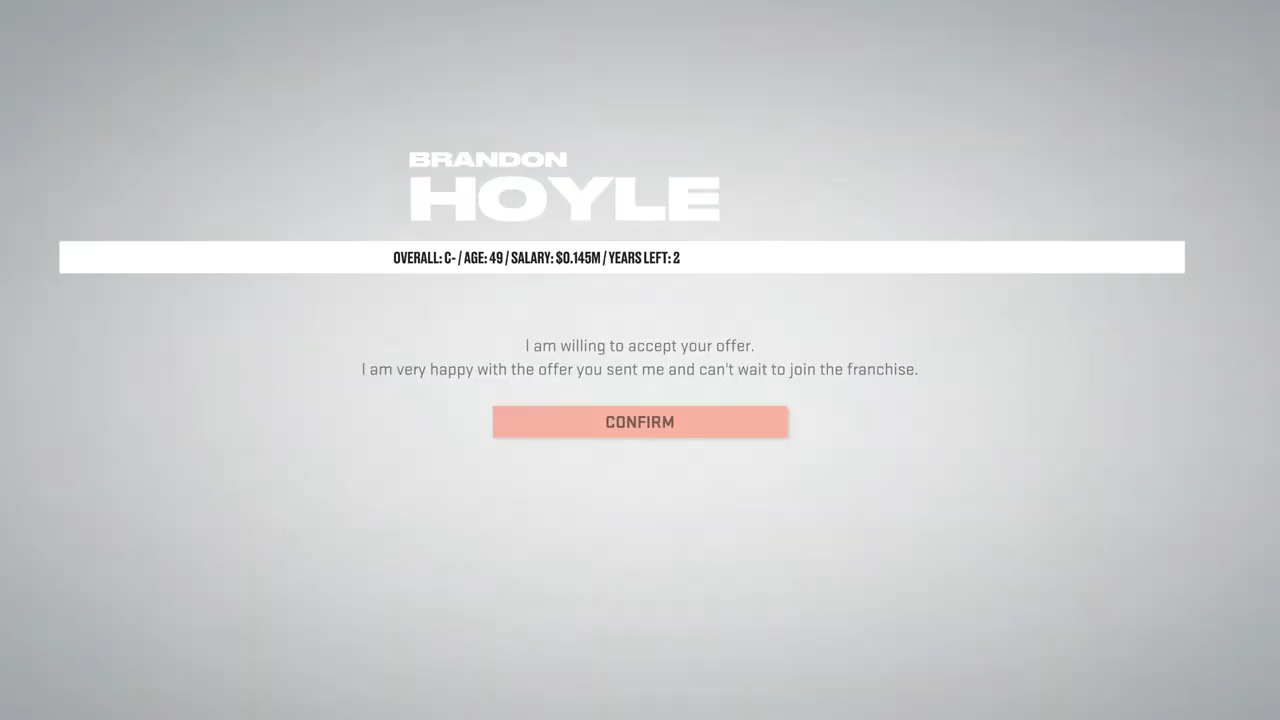 BRANDON
HOYLE
OVERALL: C- / AGE: 49 / SALARY: $0.145M / YEARS LEFT: 2
I am willing to accept your offer.
I am very happy with the offer you sent me and can't wait to join the franchise.
CONFIRM